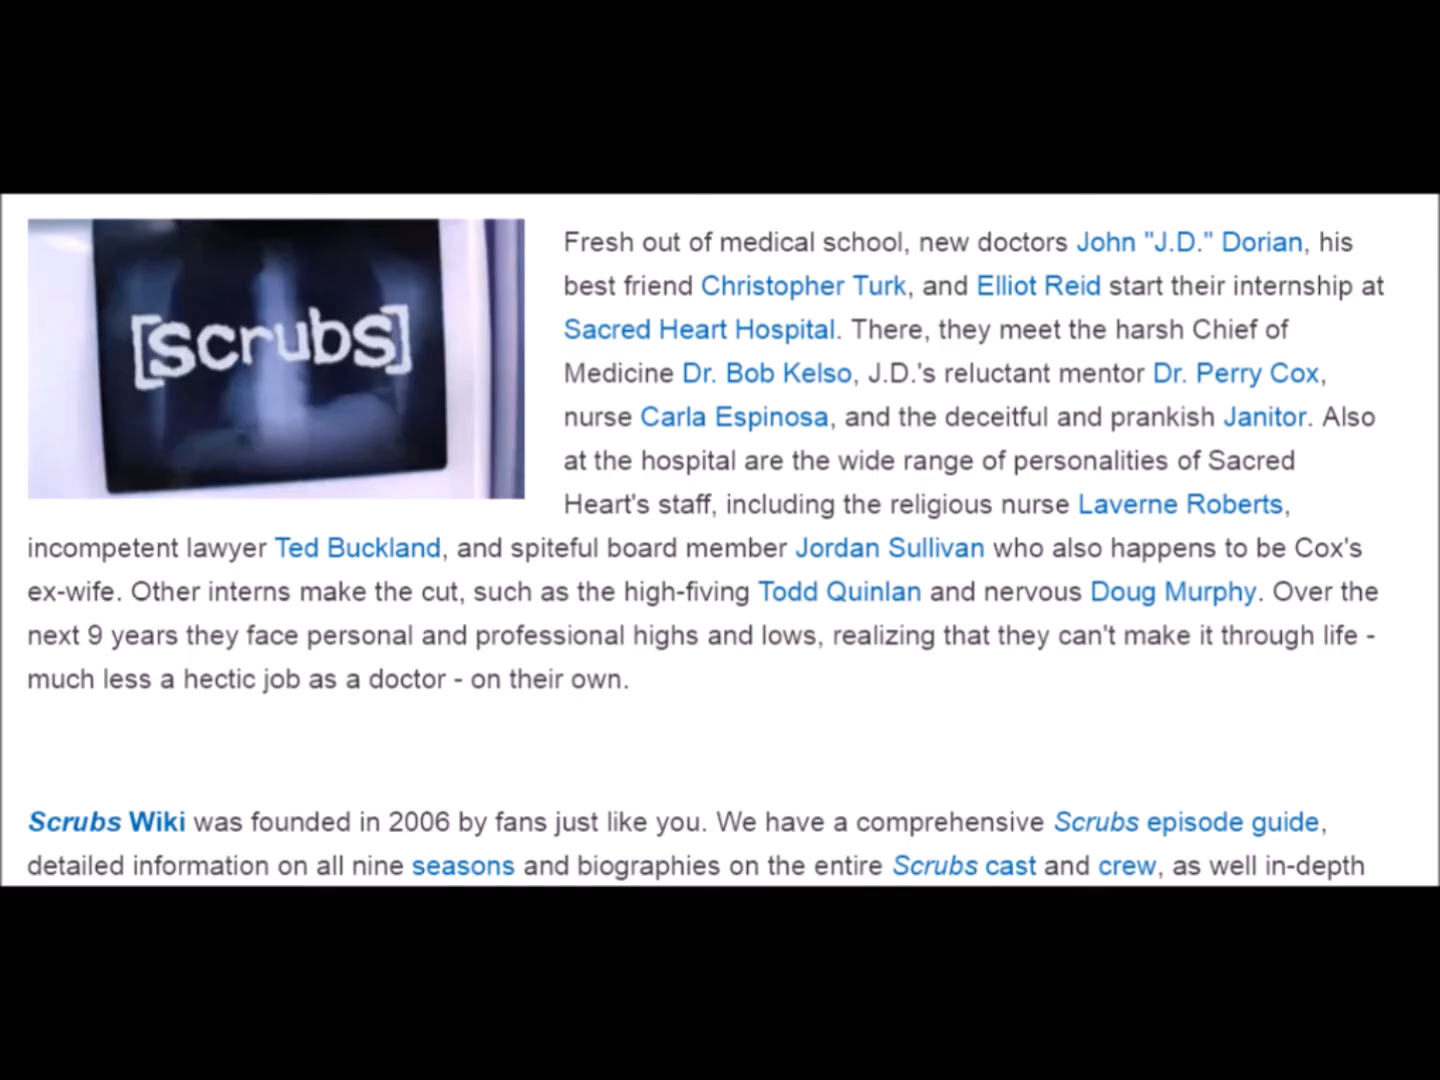 [scrubs]
Fresh out of medical school, new doctors John "J.D." Dorian, his
best friend Christopher Turk, and Elliot Reid start their internship at
Sacred Heart Hospital. There, they meet the harsh Chief of
Medicine Dr. Bob Kelso, J.D.'s reluctant mentor Dr. Perry Cox,
nurse Carla Espinosa, and the deceitful and prankish Janitor. Also
at the hospital are the wide range of personalities of Sacred
Heart's staff, including the religious nurse Laverne Roberts,
incompetent lawyer Ted Buckland, and spiteful board member Jordan Sullivan who also happens to be Cox's
ex-wife. Other interns make the cut, such as the high-fiving Todd Quinlan and nervous Doug Murphy. Over the
next 9 years they face personal and professional highs and lows, realizing that they can't make it through life -
much less a hectic job as a doctor - on their own.
Scrubs Wiki was founded in 2006 by fans just like you. We have a comprehensive Scrubs episode guide,
detailed information on all nine seasons and biographies on the entire Scrubs cast and crew, as well in-depth